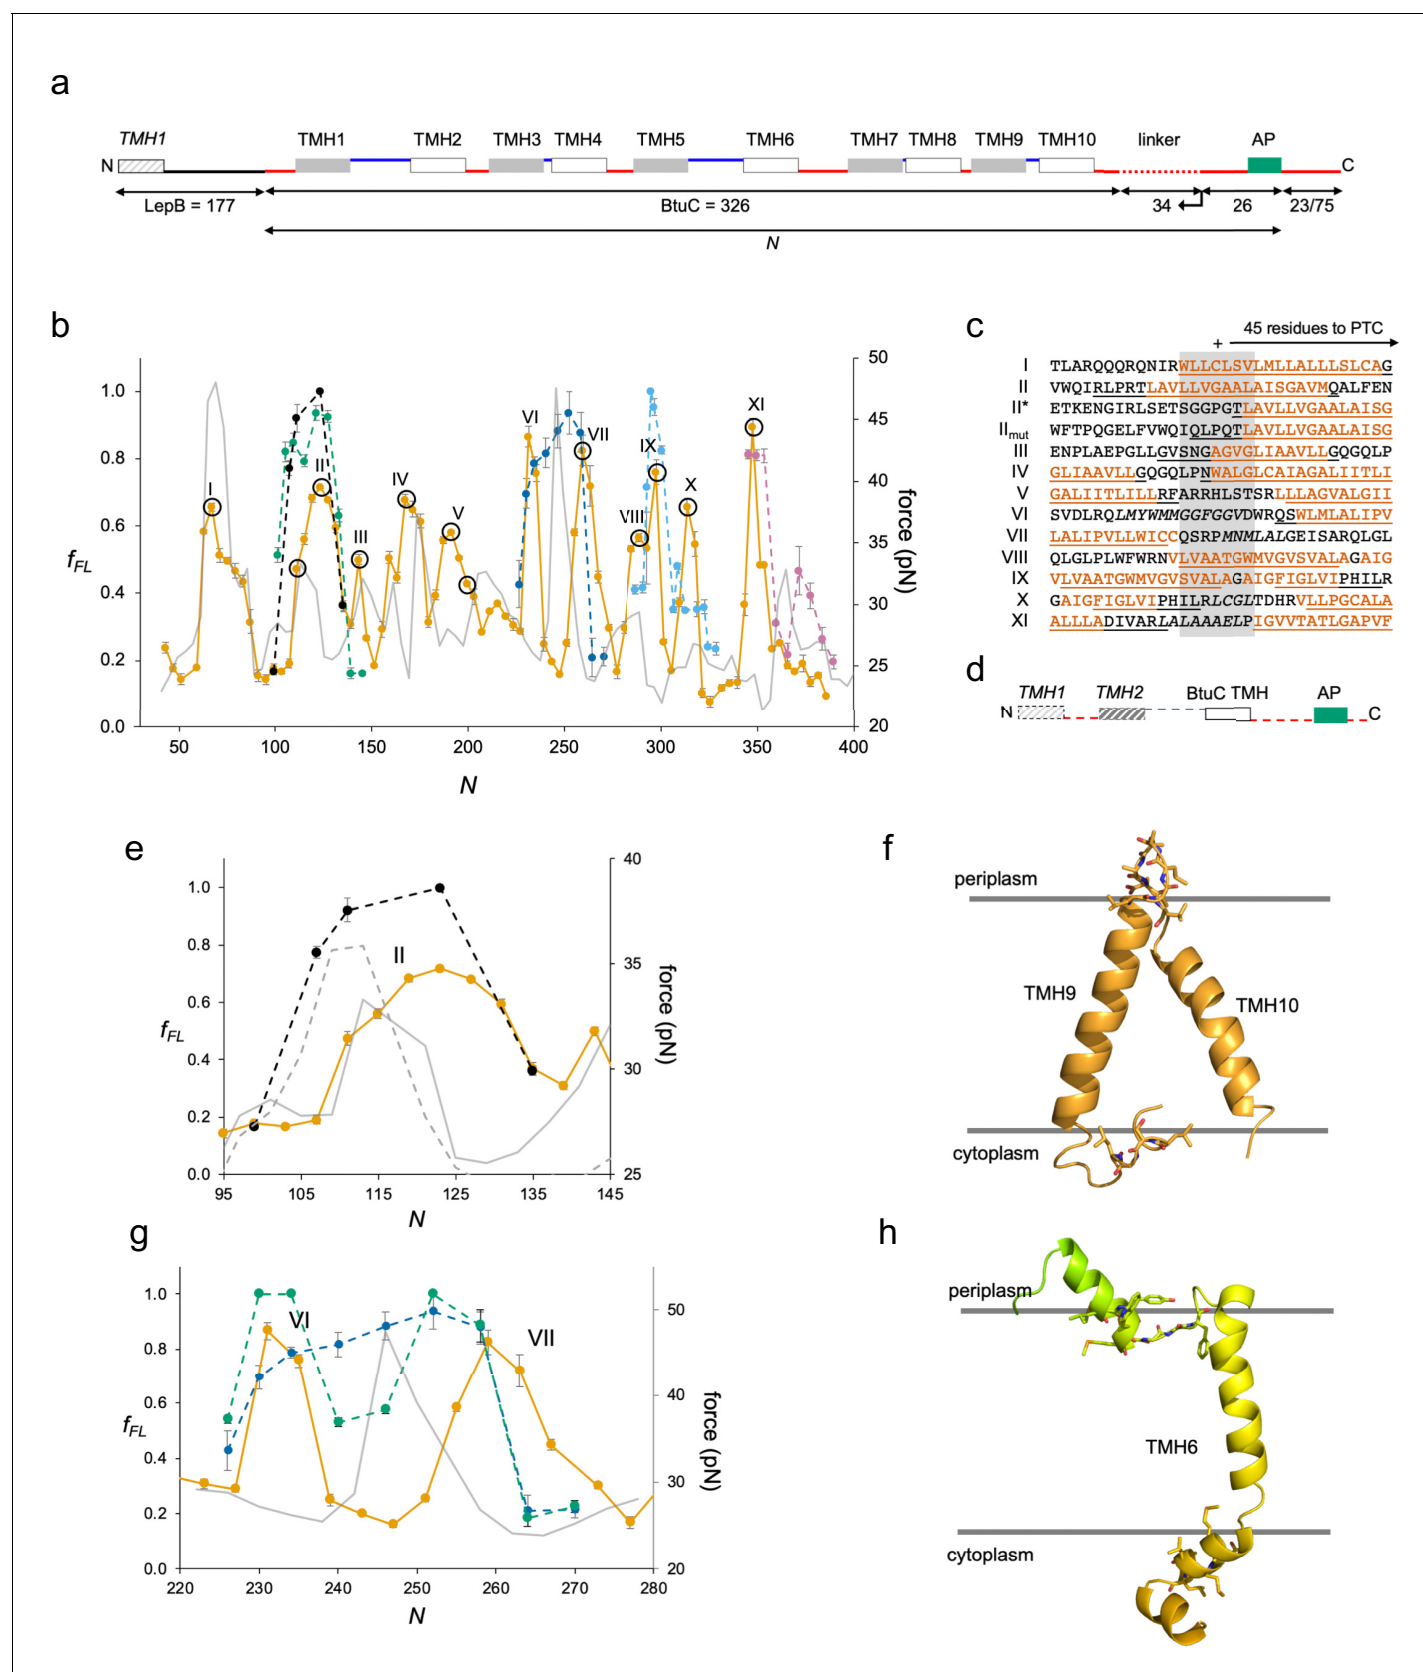 a
TMH1 TMH1 TMH2 TMH3 TMH4 TMH5 TMH6 TMH7 TMH8 TMH9 TMH10 linker AP
N C
LepB = 177 BtuC = 326 34 26 23/75
N
b
1.0 0.8 0.6 0.4 0.2 0.0
fFL
50 45 40 35 30 25 20
force (pN)
I II III IV V VI VII VIII IX X XI
50 100 150 200 250 300 350 400
N
c
45 residues to PTC
+
I TLARQQQRQNIRWLLCLSVLMLLALLLSLCAG
II VWQIRLPRTLAVLLVGAALAISGAVMQALFEN
II* ETKENGIRLSETSGGPGTLAVLLVGAALAISG
IImut WFTPQGELFVWQIQLPQTLAVLLVGAALAISG
III ENPLAEPGLLGVSNGAGVGLIAAVLLGQGQLP
IV GLIAAVLLGQGQLPNWALGLCAIAGALIITLI
V GALIITLILLRFARRHLSTSRLLLAGVALGII
VI SVDLRQLMYWMMGGFGGVDWRQSWLMLALIPV
VII LALIPVLLWICCQSRPMNMLALGEISARQLGL
VIII QLGLPLWFWRNVLVAATGWMVGVSVALAGAIG
IX VLVAATGWMVGVSVALAGAIGFIGLVIPHILR
X GAIGFIGLVIPHILRLCGLTDHRVLLPGCALA
XI ALLLADIVARLALAAAELPIGVVTATLGAPVF
d
TMH1 TMH2 BtuC TMH AP
N C
e
1.0 0.8 0.6 0.4 0.2 0.0
fFL
40 35 30 25
force (pN)
II
95 105 115 125 135 145
N
f
periplasm
TMH9
TMH10
cytoplasm
g
1.0 0.8 0.6 0.4 0.2 0.0
fFL
50 40 30 20
force (pN)
VI VII
220 230 240 250 260 270 280
N
h
periplasm
TMH6
cytoplasm